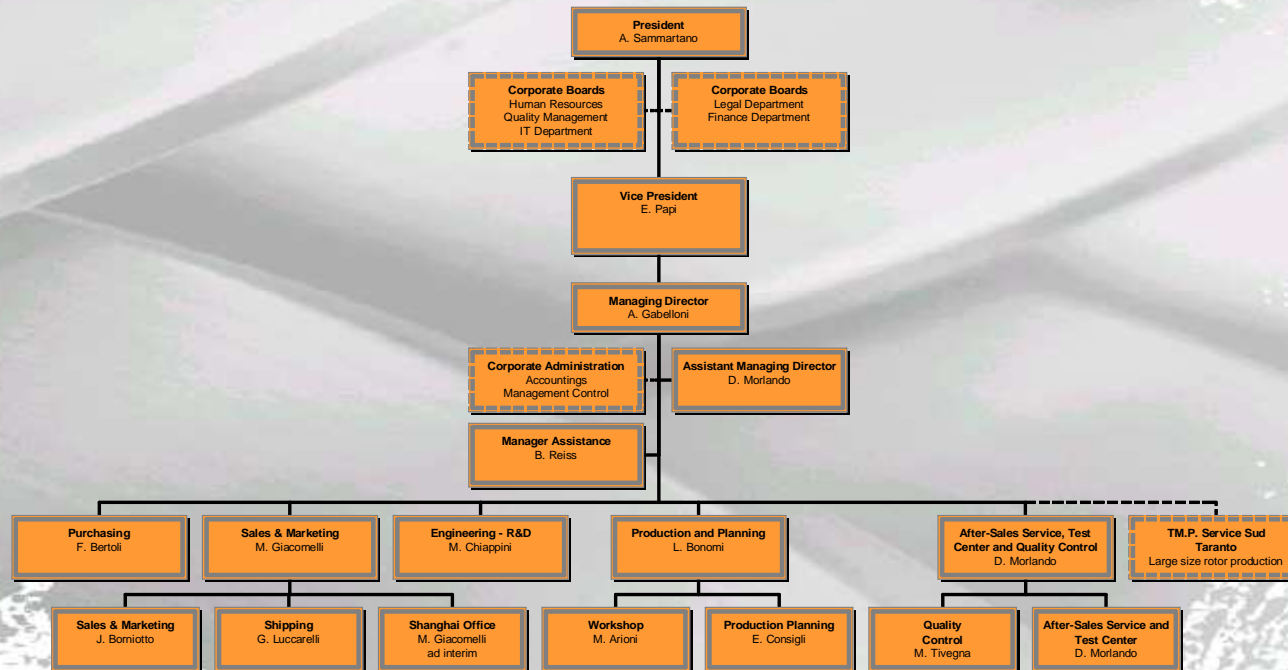 President
A. Sammartano
Corporate Boards
Human Resources
Quality Management
IT Department
Corporate Boards
Legal Department
Finance Department
Vice President
E. Papi
Managing Director
A. Gabelloni
Corporate Administration
Accountings
Management Control
Assistant Managing Director
D. Morlando
Manager Assistance
B. Reiss
Purchasing
F. Bertoli
Sales & Marketing
M. Giacomelli
Engineering - R&D
M. Chiappini
Production and Planning
L. Bonomi
After-Sales Service, Test
Center and Quality Control
D. Morlando
TM.P. Service Sud
Taranto
Large size rotor production
Sales & Marketing
J. Borniotto
Shipping
G. Luccarelli
Shanghai Office
M. Giacomelli
ad interim
Workshop
M. Arioni
Production Planning
E. Consigli
Quality
Control
M. Tivegna
After-Sales Service and
Test Center
D. Morlando